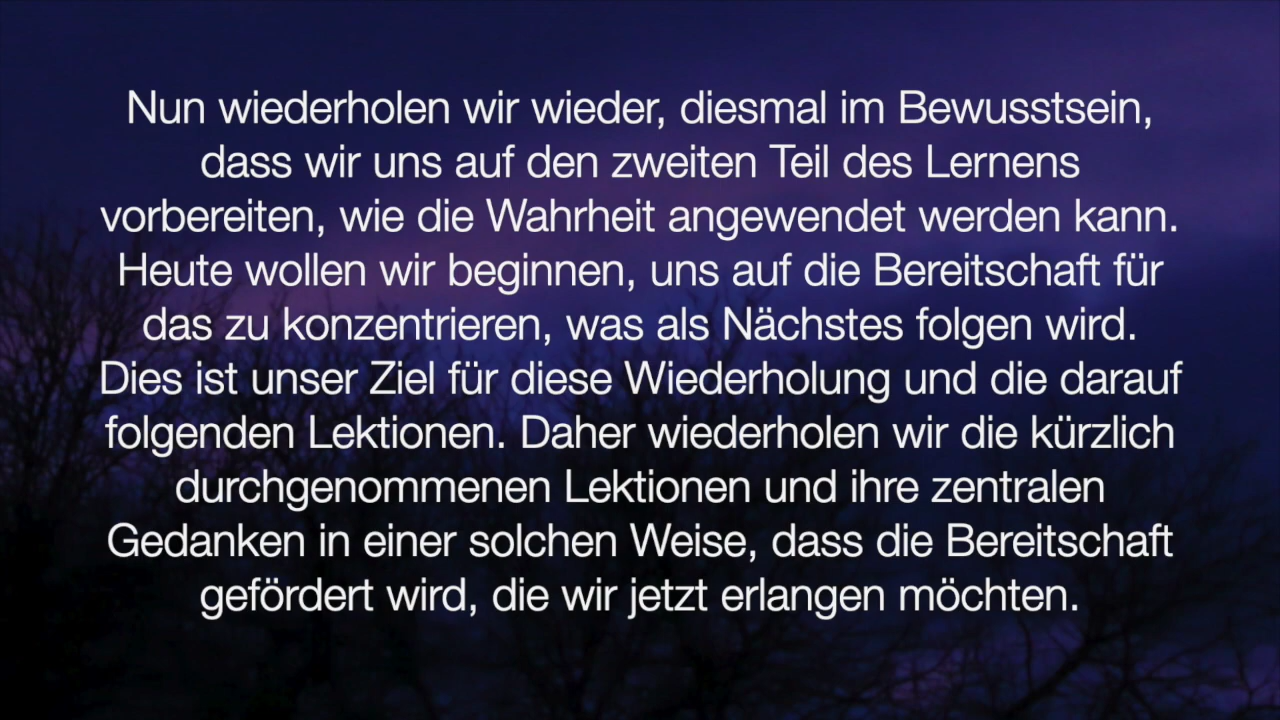 Nun wiederholen wir wieder, diesmal im Bewusstsein,
dass wir uns auf den zweiten Teil des Lernens
vorbereiten, wie die Wahrheit angewendet werden kann.
Heute wollen wir beginnen, uns auf die Bereitschaft für
das zu konzentrieren, was als Nächstes folgen wird.
Dies ist unser Ziel für diese Wiederholung und die darauf
folgenden Lektionen. Daher wiederholen wir die kürzlich
durchgenommenen Lektionen und ihre zentralen
Gedanken in einer solchen Weise, dass die Bereitschaft
gefördert wird, die wir jetzt erlangen möchten.